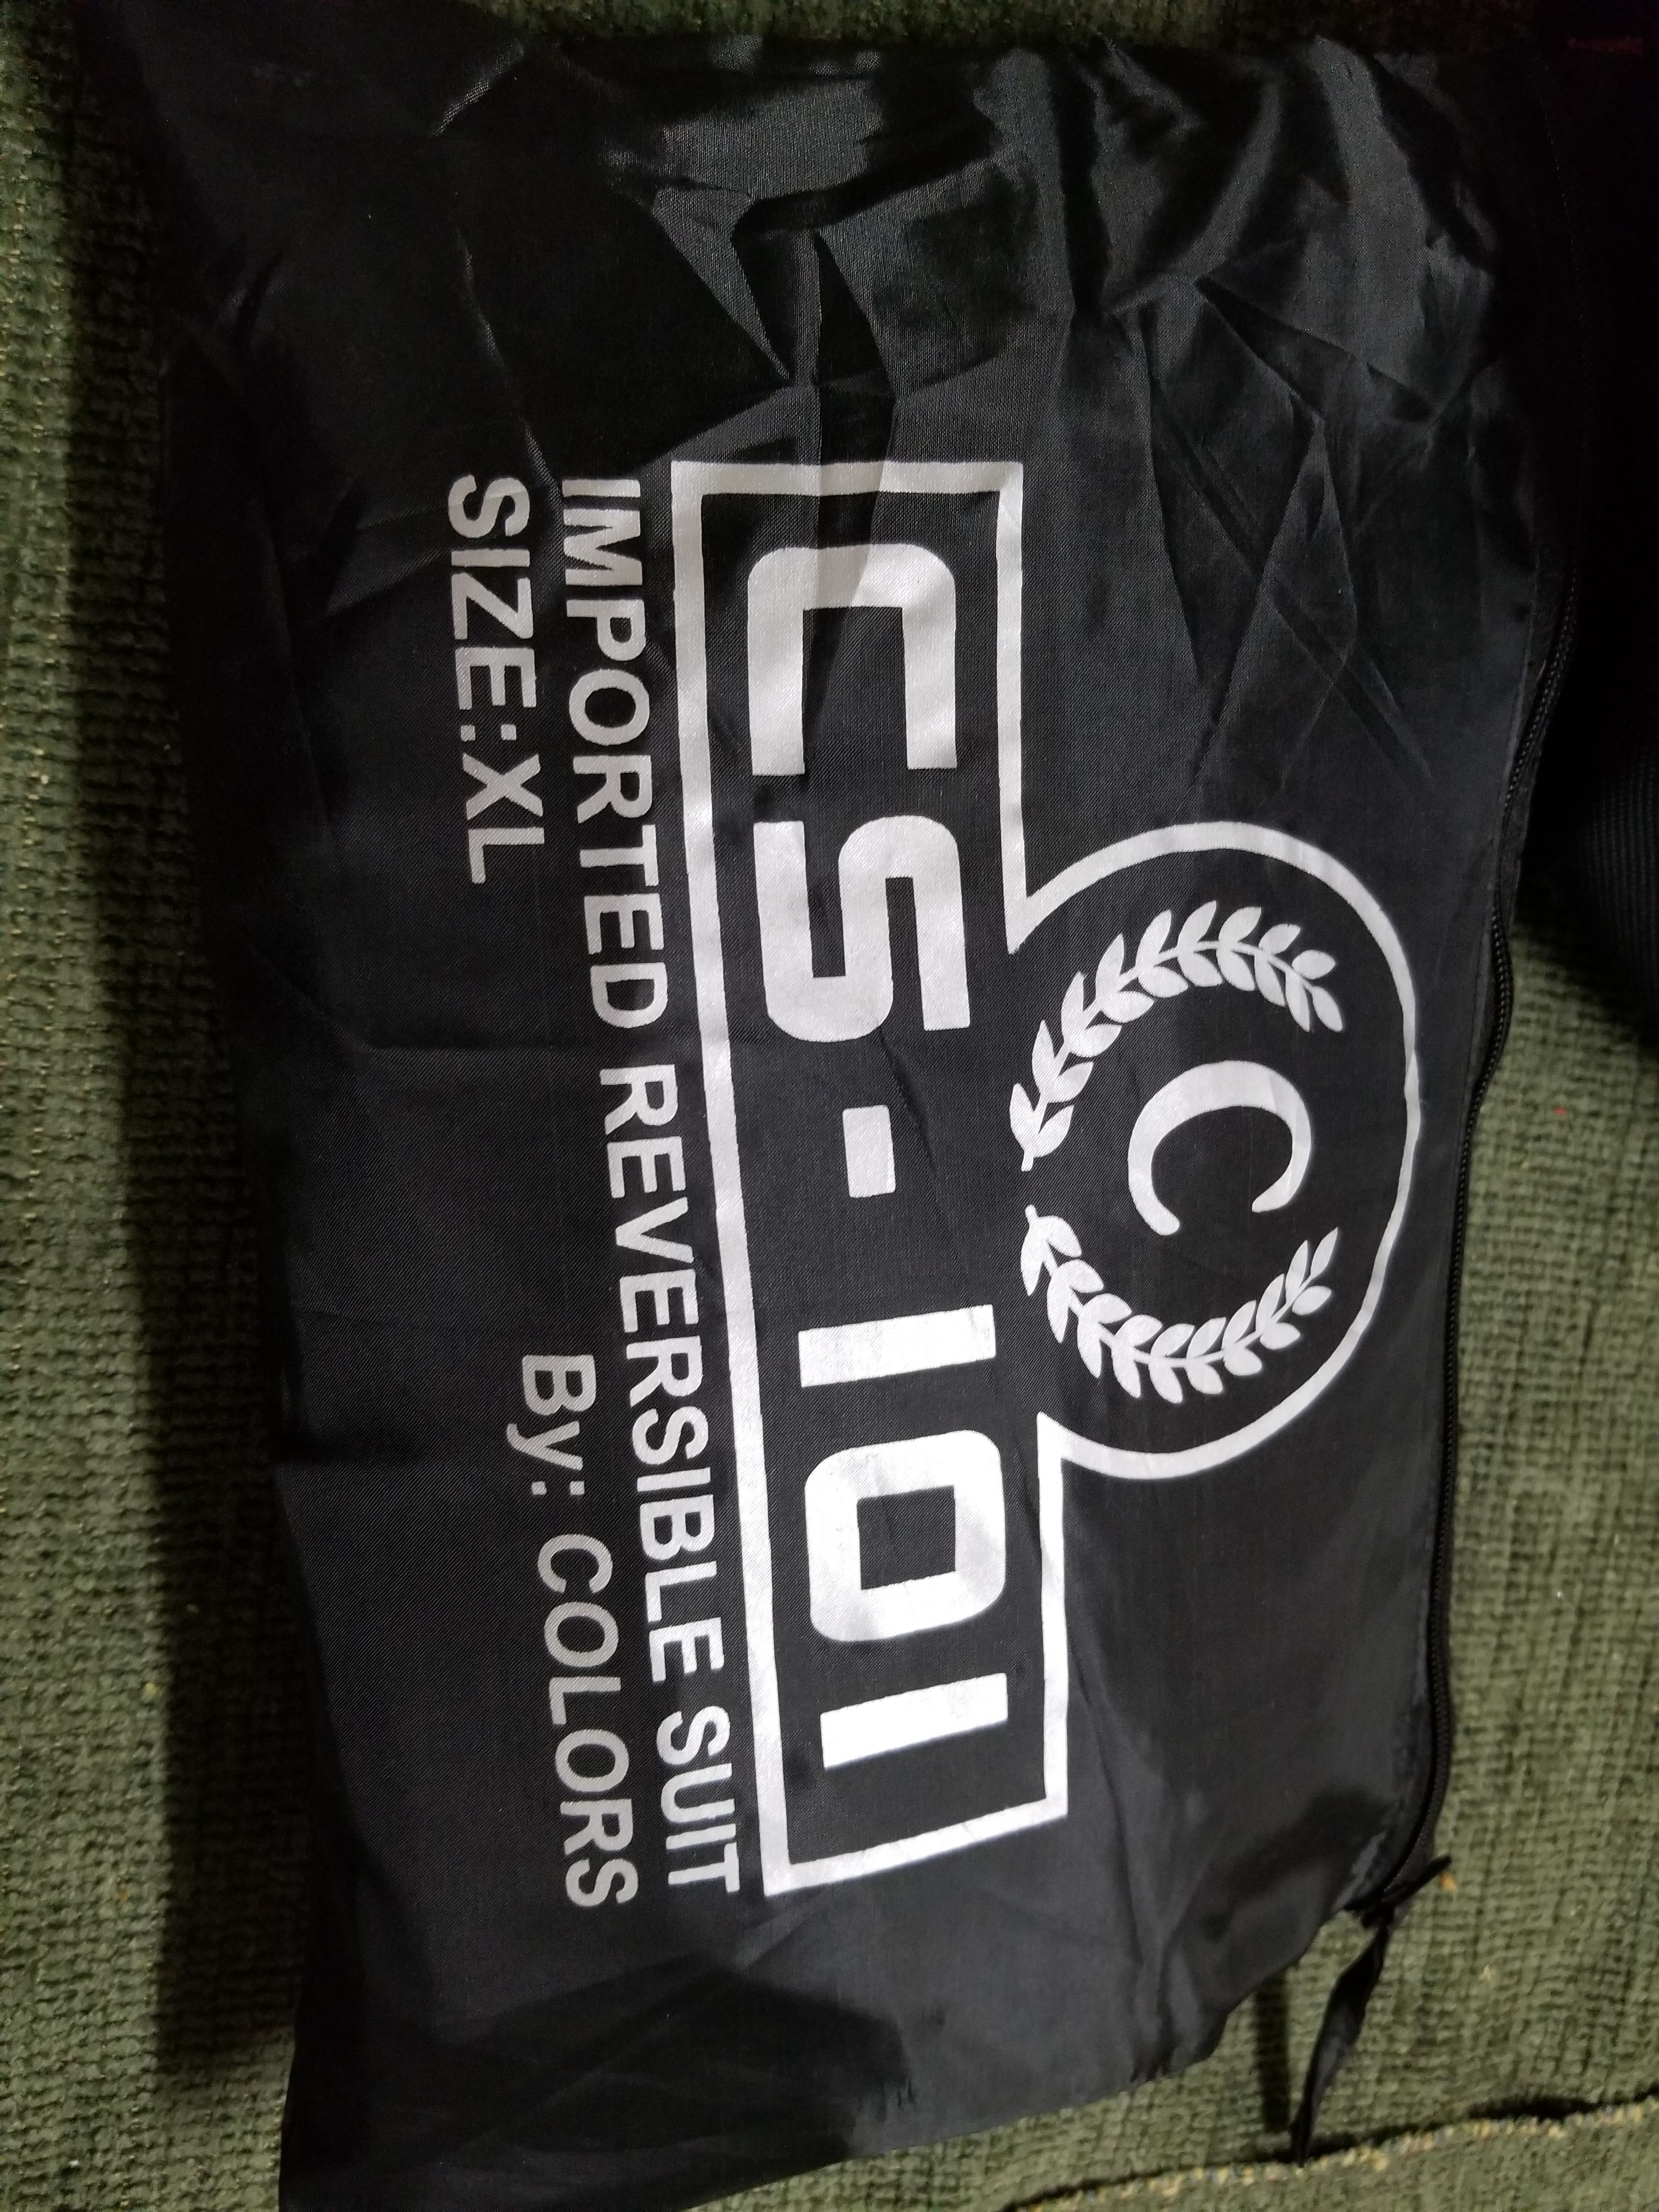 C
CS-101
IMPORTED REVERSIBLE SUIT
SIZE:XL
By: COLORS